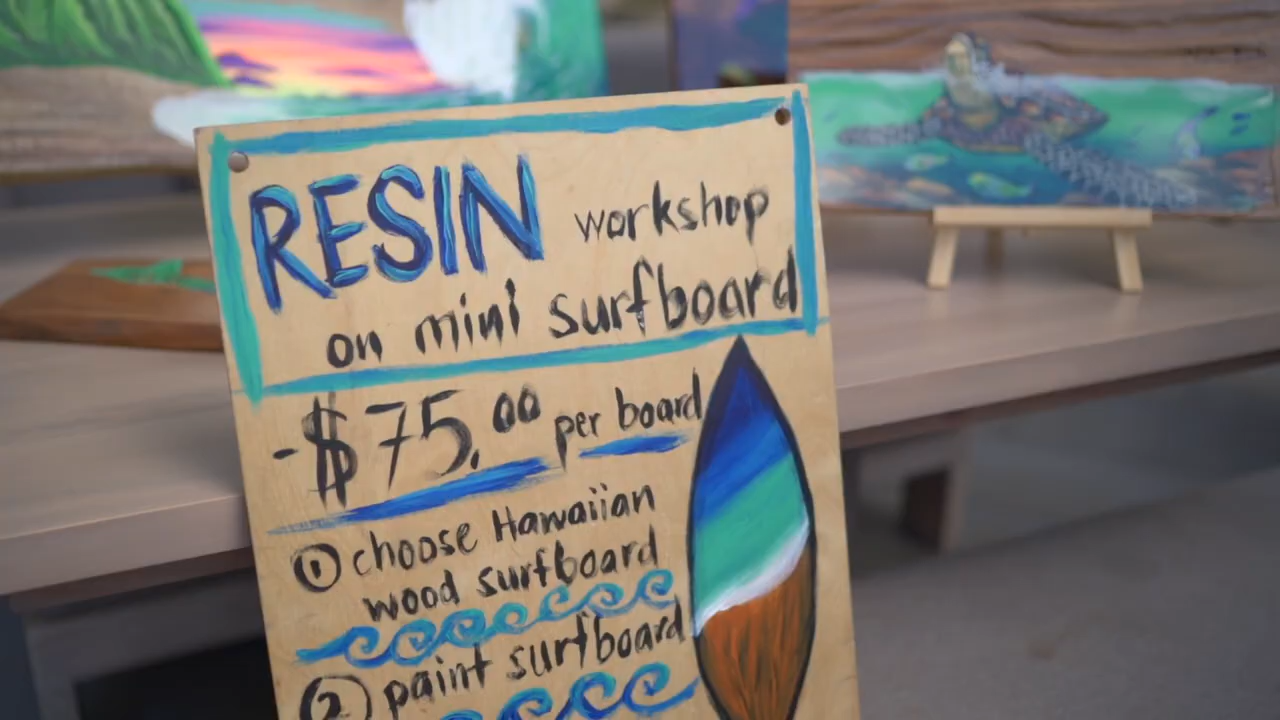 RESIN workshop
on mini surfboard
-$75.00 per board
① choose Hawaiian
wood surfboard
② paint surfboard